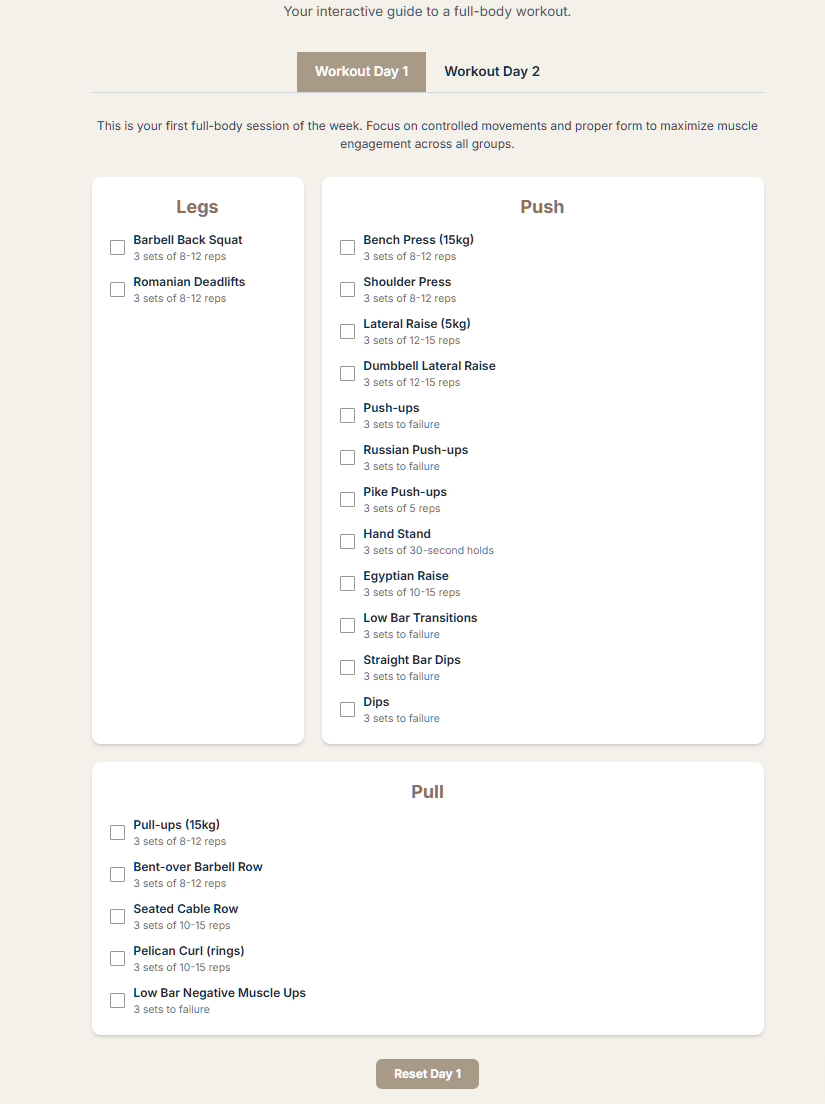 Your interactive guide to a full-body workout.
Workout Day 1
Workout Day 2
This is your first full-body session of the week. Focus on controlled movements and proper form to maximize muscle
engagement across all groups.
Legs
Barbell Back Squat
3 sets of 8-12 reps
Romanian Deadlifts
3 sets of 8-12 reps
Push
Bench Press (15kg)
3 sets of 8-12 reps
Shoulder Press
3 sets of 8-12 reps
Lateral Raise (5kg)
3 sets of 12-15 reps
Dumbbell Lateral Raise
3 sets of 12-15 reps
Push-ups
3 sets to failure
Russian Push-ups
3 sets to failure
Pike Push-ups
3 sets of 5 reps
Hand Stand
3 sets of 30-second holds
Egyptian Raise
3 sets of 10-15 reps
Low Bar Transitions
3 sets to failure
Straight Bar Dips
3 sets to failure
Dips
3 sets to failure
Pull
Pull-ups (15kg)
3 sets of 8-12 reps
Bent-over Barbell Row
3 sets of 8-12 reps
Seated Cable Row
3 sets of 10-15 reps
Pelican Curl (rings)
3 sets of 10-15 reps
Low Bar Negative Muscle Ups
3 sets to failure
Reset Day 1